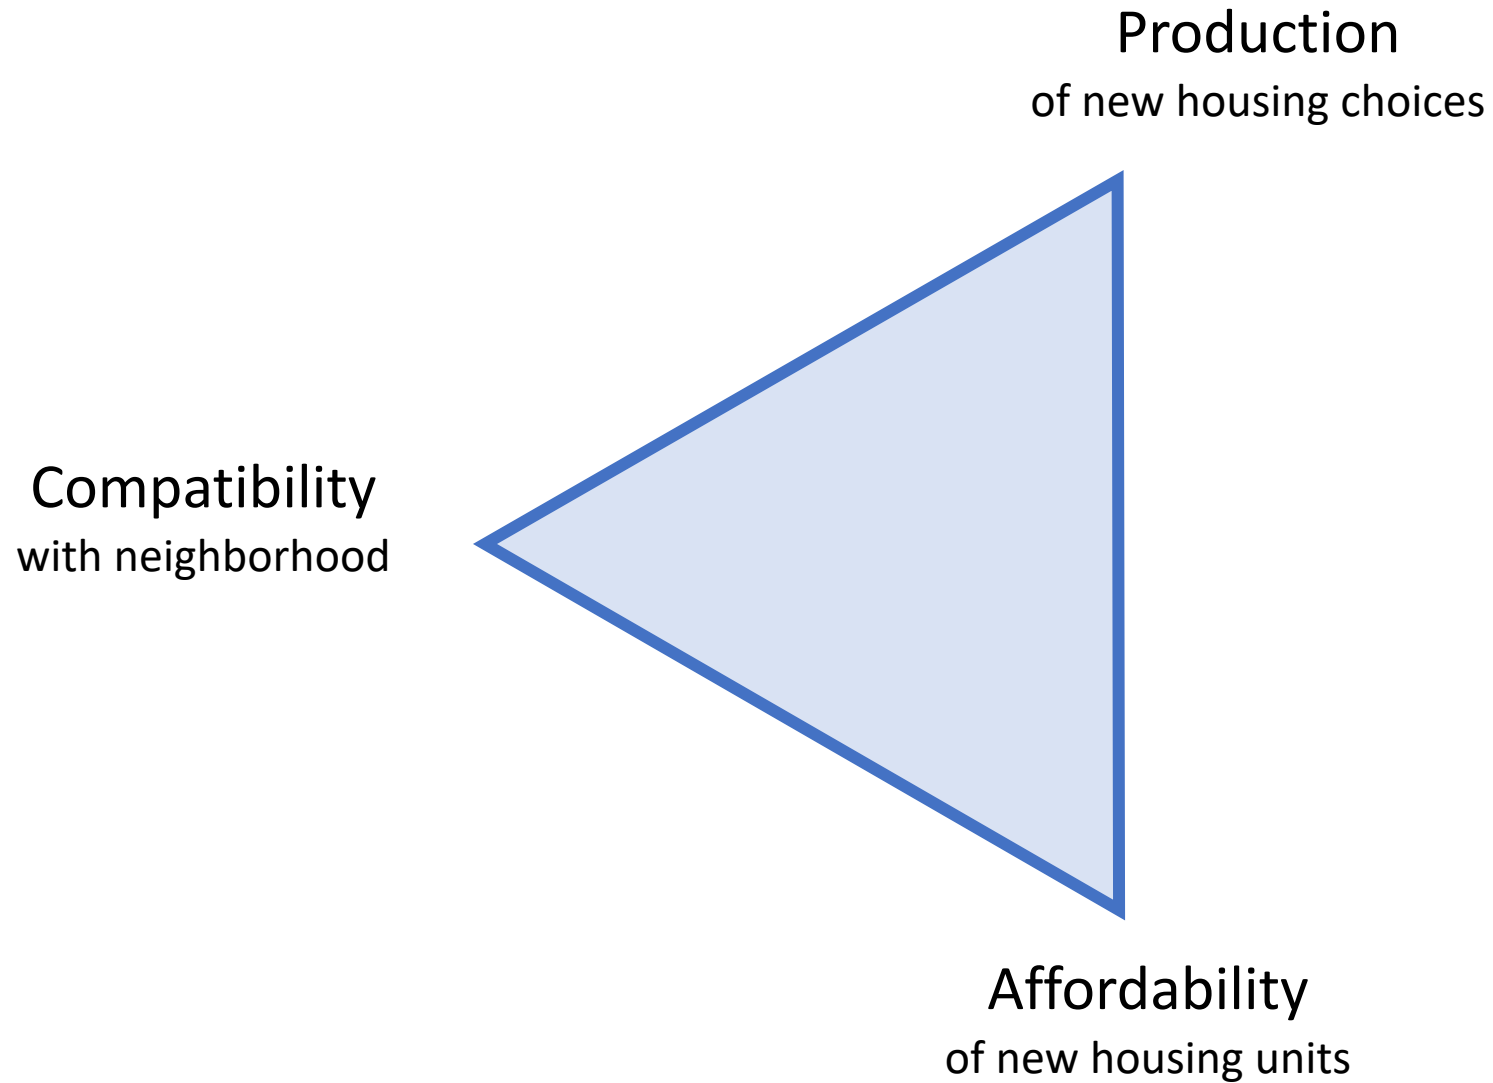 Production
of new housing choices
Compatibility
with neighborhood
Affordability
of new housing units